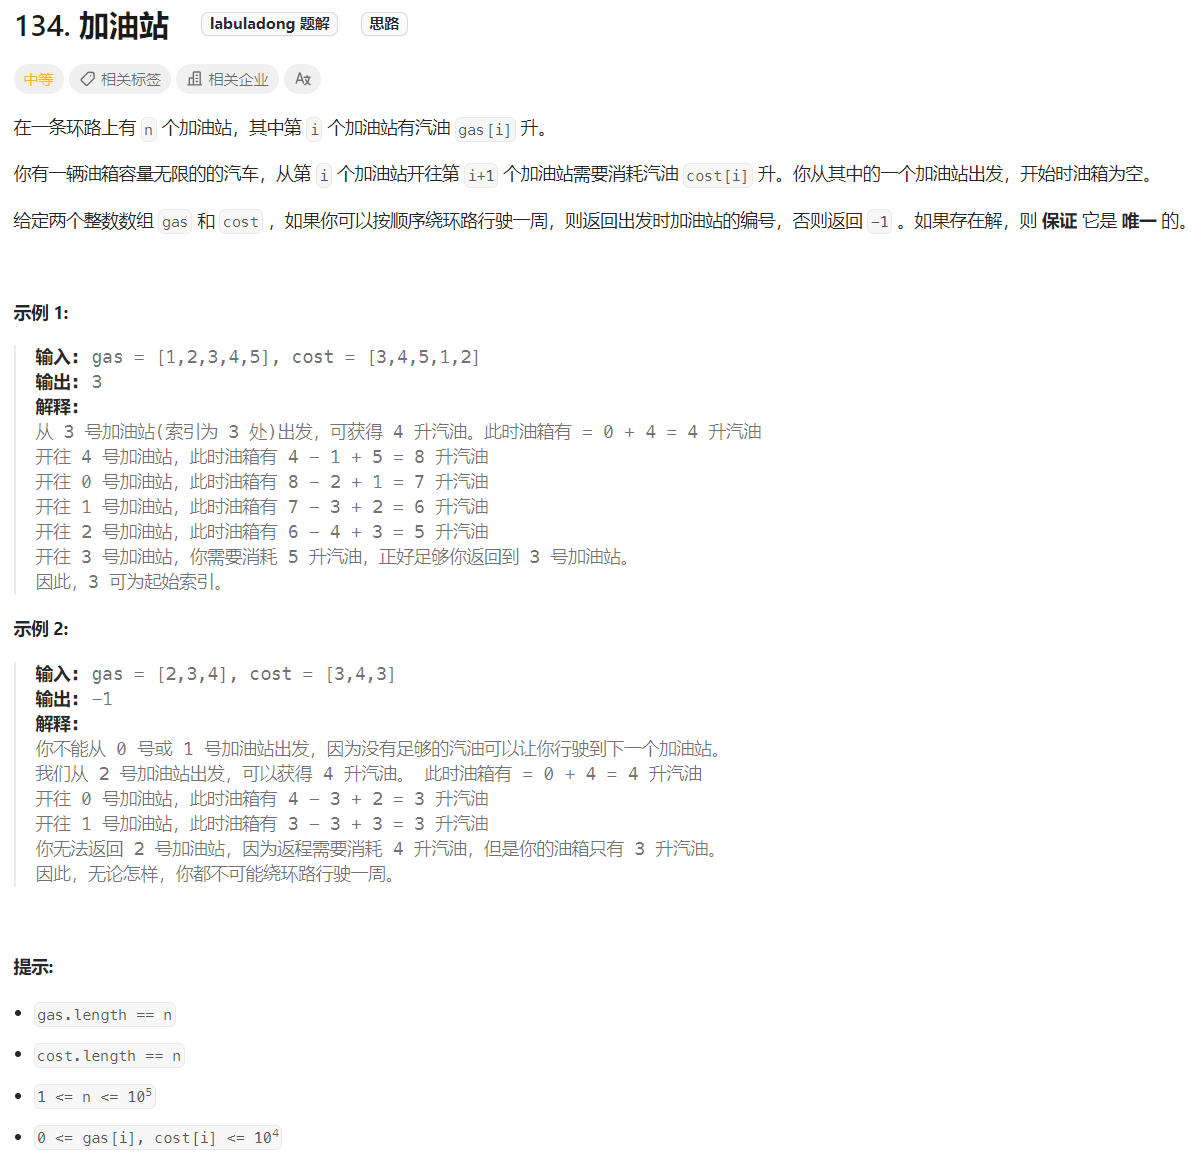 134. 加油站 labuladong 题解 思路
中等 相关标签 相关企业 Aあ
在一条环路上有 n 个加油站，其中第 i 个加油站有汽油 gas[i] 升。
你有一辆油箱容量无限的的汽车，从第 i 个加油站开往第 i+1 个加油站需要消耗汽油 cost[i] 升。你从其中的一个加油站出发，开始时油箱为空。
给定两个整数数组 gas 和 cost ，如果你可以按顺序绕环路行驶一周，则返回出发时加油站的编号，否则返回 -1 。如果存在解，则 保证 它是 唯一 的。
示例 1:
输入: gas = [1,2,3,4,5], cost = [3,4,5,1,2]
输出: 3
解释:
从 3 号加油站(索引为 3 处)出发，可获得 4 升汽油。此时油箱有 = 0 + 4 = 4 升汽油
开往 4 号加油站，此时油箱有 4 - 1 + 5 = 8 升汽油
开往 0 号加油站，此时油箱有 8 - 2 + 1 = 7 升汽油
开往 1 号加油站，此时油箱有 7 - 3 + 2 = 6 升汽油
开往 2 号加油站，此时油箱有 6 - 4 + 3 = 5 升汽油
开往 3 号加油站，你需要消耗 5 升汽油，正好足够你返回到 3 号加油站。
因此，3 可为起始索引。
示例 2:
输入: gas = [2,3,4], cost = [3,4,3]
输出: -1
解释:
你不能从 0 号或 1 号加油站出发，因为没有足够的汽油可以让你行驶到下一个加油站。
我们从 2 号加油站出发，可以获得 4 升汽油。 此时油箱有 = 0 + 4 = 4 升汽油
开往 0 号加油站，此时油箱有 4 - 3 + 2 = 3 升汽油
开往 1 号加油站，此时油箱有 3 - 3 + 3 = 3 升汽油
你无法返回 2 号加油站，因为返程需要消耗 4 升汽油，但是你的油箱只有 3 升汽油。
因此，无论怎样，你都不可能绕环路行驶一周。
提示:
• gas.length == n
• cost.length == n
• 1 <= n <= 10⁵
• 0 <= gas[i], cost[i] <= 10⁴